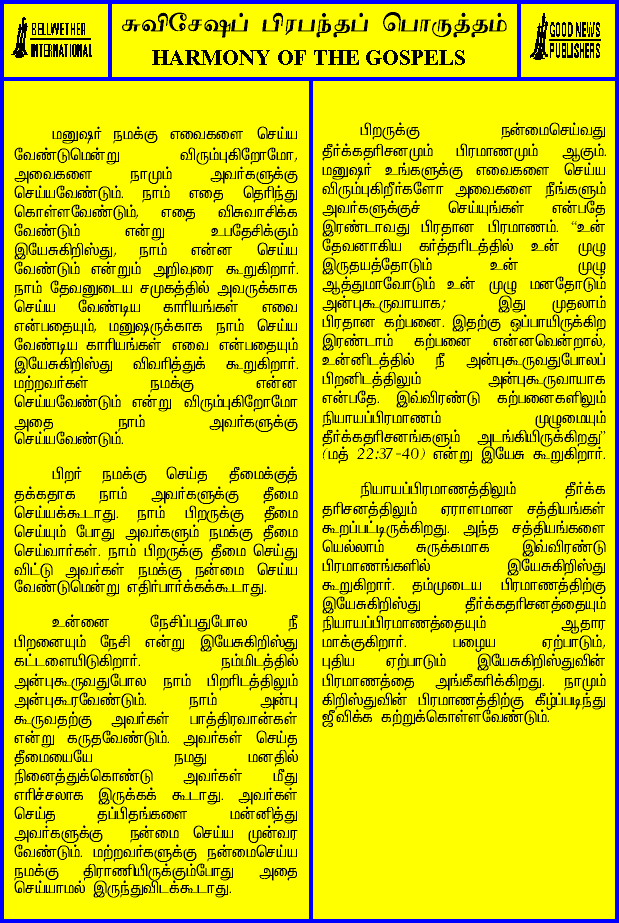 BELLWETHER
INTERNATIONAL
சுவிசேஷப் பிரபந்தப் பொருத்தம்
HARMONY OF THE GOSPELS
GOOD NEWS
PUBLISHERS
மனுஷர் நமக்கு எவைகளை செய்ய
வேண்டுமென்று விரும்புகிறோமோ,
அவைகளை நாமும் அவர்களுக்கு
செய்யவேண்டும். நாம் எதை தெரிந்து
கொள்ளவேண்டும், எதை விசுவாசிக்க
வேண்டும் என்று உபதேசிக்கும்
இயேசுகிறிஸ்து, நாம் என்ன செய்ய
வேண்டும் என்றும் அறிவுரை கூறுகிறார்.
நாம் தேவனுடைய சமுகத்தில் அவருக்காக
செய்ய வேண்டிய காரியங்கள் எவை
என்பதையும், மனுஷருக்காக நாம் செய்ய
வேண்டிய காரியங்கள் எவை என்பதையும்
இயேசுகிறிஸ்து விவரித்துக் கூறுகிறார்.
மற்றவர்கள் நமக்கு என்ன
செய்யவேண்டும் என்று விரும்புகிறோமோ
அதை நாம் அவர்களுக்கு
செய்யவேண்டும்.
பிறர் நமக்கு செய்த தீமைக்குத்
தக்கதாக நாம் அவர்களுக்கு தீமை
செய்யக்கூடாது. நாம் பிறருக்கு தீமை
செய்யும் போது அவர்களும் நமக்கு தீமை
செய்வார்கள். நாம் பிறருக்கு தீமை செய்து
விட்டு அவர்கள் நமக்கு நன்மை செய்ய
வேண்டுமென்று எதிர்பார்க்கக்கூடாது.
உன்னை நேசிப்பதுபோல நீ
பிறனையும் நேசி என்று இயேசுகிறிஸ்து
கட்டளையிடுகிறார். நம்மிடத்தில்
அன்புகூருவதுபோல நாம் பிறரிடத்திலும்
அன்புகூரவேண்டும். நாம் அன்பு
கூருவதற்கு அவர்கள் பாத்திரவான்கள்
என்று கருதவேண்டும். அவர்கள் செய்த
தீமையையே நமது மனதில்
நினைத்துக்கொண்டு அவர்கள் மீது
எரிச்சலாக இருக்கக் கூடாது. அவர்கள்
செய்த தப்பிதங்களை மன்னித்து
அவர்களுக்கு நன்மை செய்ய முன்வர
வேண்டும். மற்றவர்களுக்கு நன்மைசெய்ய
நமக்கு திராணியிருக்கும்போது அதை
செய்யாமல் இருந்துவிடக்கூடாது.
பிறருக்கு நன்மைசெய்வது
தீர்க்கதரிசனமும் பிரமாணமும் ஆகும்.
மனுஷர் உங்களுக்கு எவைகளை செய்ய
விரும்புகிறீர்களோ அவைகளை நீங்களும்
அவர்களுக்குச் செய்யுங்கள் என்பதே
இரண்டாவது பிரதான பிரமாணம். "உன்
தேவனாகிய கர்த்தரிடத்தில் உன் முழு
இருதயத்தோடும் உன் முழு
ஆத்துமாவோடும் உன் முழு மனதோடும்
அன்புகூருவாயாக; இது முதலாம்
பிரதான கற்பனை. இதற்கு ஒப்பாயிருக்கிற
இரண்டாம் கற்பனை என்னவென்றால்,
உன்னிடத்தில் நீ அன்புகூருவதுபோலப்
பிறனிடத்திலும் அன்புகூருவாயாக
என்பதே. இவ்விரண்டு கற்பனைகளிலும்
நியாயப்பிரமாணம் முழுமையும்
தீர்க்கதரிசனங்களும் அடங்கியிருக்கிறது"
(மத் 22:37-40) என்று இயேசு கூறுகிறார்.
நியாயப்பிரமாணத்திலும் தீர்க்க
தரிசனத்திலும் ஏராளமான சத்தியங்கள்
கூறப்பட்டிருக்கிறது. அந்த சத்தியங்களை
யெல்லாம் சுருக்கமாக இவ்விரண்டு
பிரமாணங்களில் இயேசுகிறிஸ்து
கூறுகிறார். தம்முடைய பிரமாணத்திற்கு
இயேசுகிறிஸ்து தீர்க்கதரிசனத்தையும்
நியாயப்பிரமாணத்தையும் ஆதார
மாக்குகிறார். பழைய ஏற்பாடும்,
புதிய ஏற்பாடும் இயேசுகிறிஸ்துவின்
பிரமாணத்தை அங்கீகரிக்கிறது. நாமும்
கிறிஸ்துவின் பிரமாணத்திற்கு கீழ்ப்படிந்து
ஜீவிக்க கற்றுக்கொள்ளவேண்டும்.